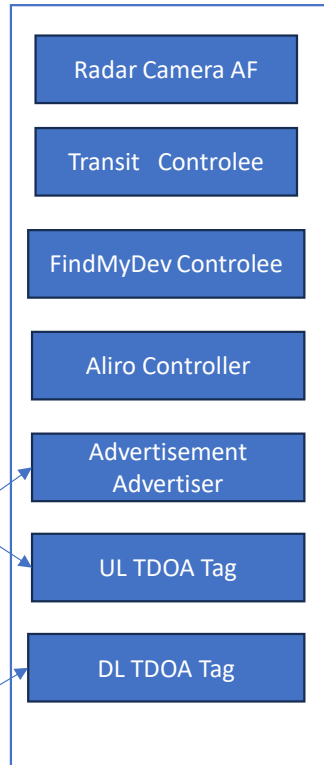 Radar Camera AF
Transit Controlee
FindMyDev Controlee
Aliro Controller
Advertisement
Advertiser
UL TDOA Tag
DL TDOA Tag